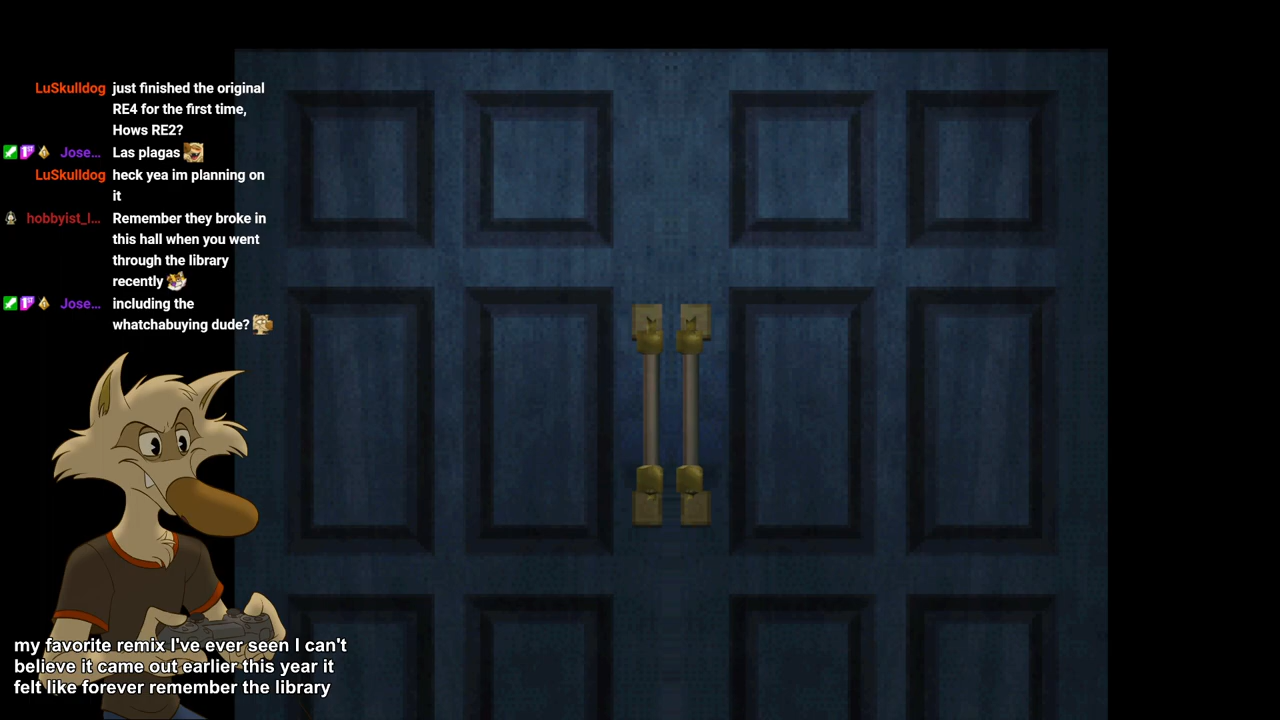 LuSkulldog just finished the original
RE4 for the first time,
Hows RE2?
Jose... Las plagas
LuSkulldog heck yea im planning on
it
hobbyist_l... Remember they broke in
this hall when you went
through the library
recently
Jose... including the
whatchabuying dude?
my favorite remix I've ever seen I can't
believe it came out earlier this year it
felt like forever remember the library